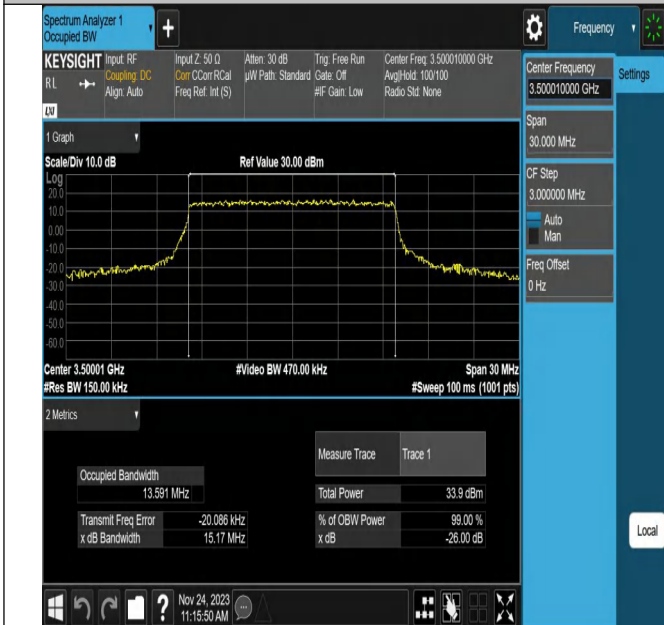 Spectrum Analyzer 1
Occupied BW
+
Frequency
KEYSIGHT
RL
LXI
Input: RF
Coupling: DC
Align: Auto
Input Z: 50 Ω
Corr CCorr RCal
Freq Ref: Int (S)
Atten: 30 dB
µW Path: Standard
Trig: Free Run
Gate: Off
#IF Gain: Low
Center Freq: 3.500010000 GHz
Avg|Hold: 100/100
Radio Std: None
Center Frequency
3.500010000 GHz
Settings
Span
30.000 MHz
CF Step
3.000000 MHz
Auto
Man
Freq Offset
0 Hz
Local
1 Graph
Scale/Div 10.0 dB
Ref Value 30.00 dBm
Log
20.0
10.0
0.00
-10.0
-20.0
-30.0
-40.0
-50.0
-60.0
Center 3.50001 GHz
#Video BW 470.00 kHz
Span 30 MHz
#Res BW 150.00 kHz
#Sweep 100 ms (1001 pts)
2 Metrics
Measure Trace
Trace 1
Occupied Bandwidth
13.591 MHz
Total Power
33.9 dBm
Transmit Freq Error
-20.086 kHz
% of OBW Power
99.00 %
x dB Bandwidth
15.17 MHz
x dB
-26.00 dB
?
Nov 24, 2023
11:15:50 AM